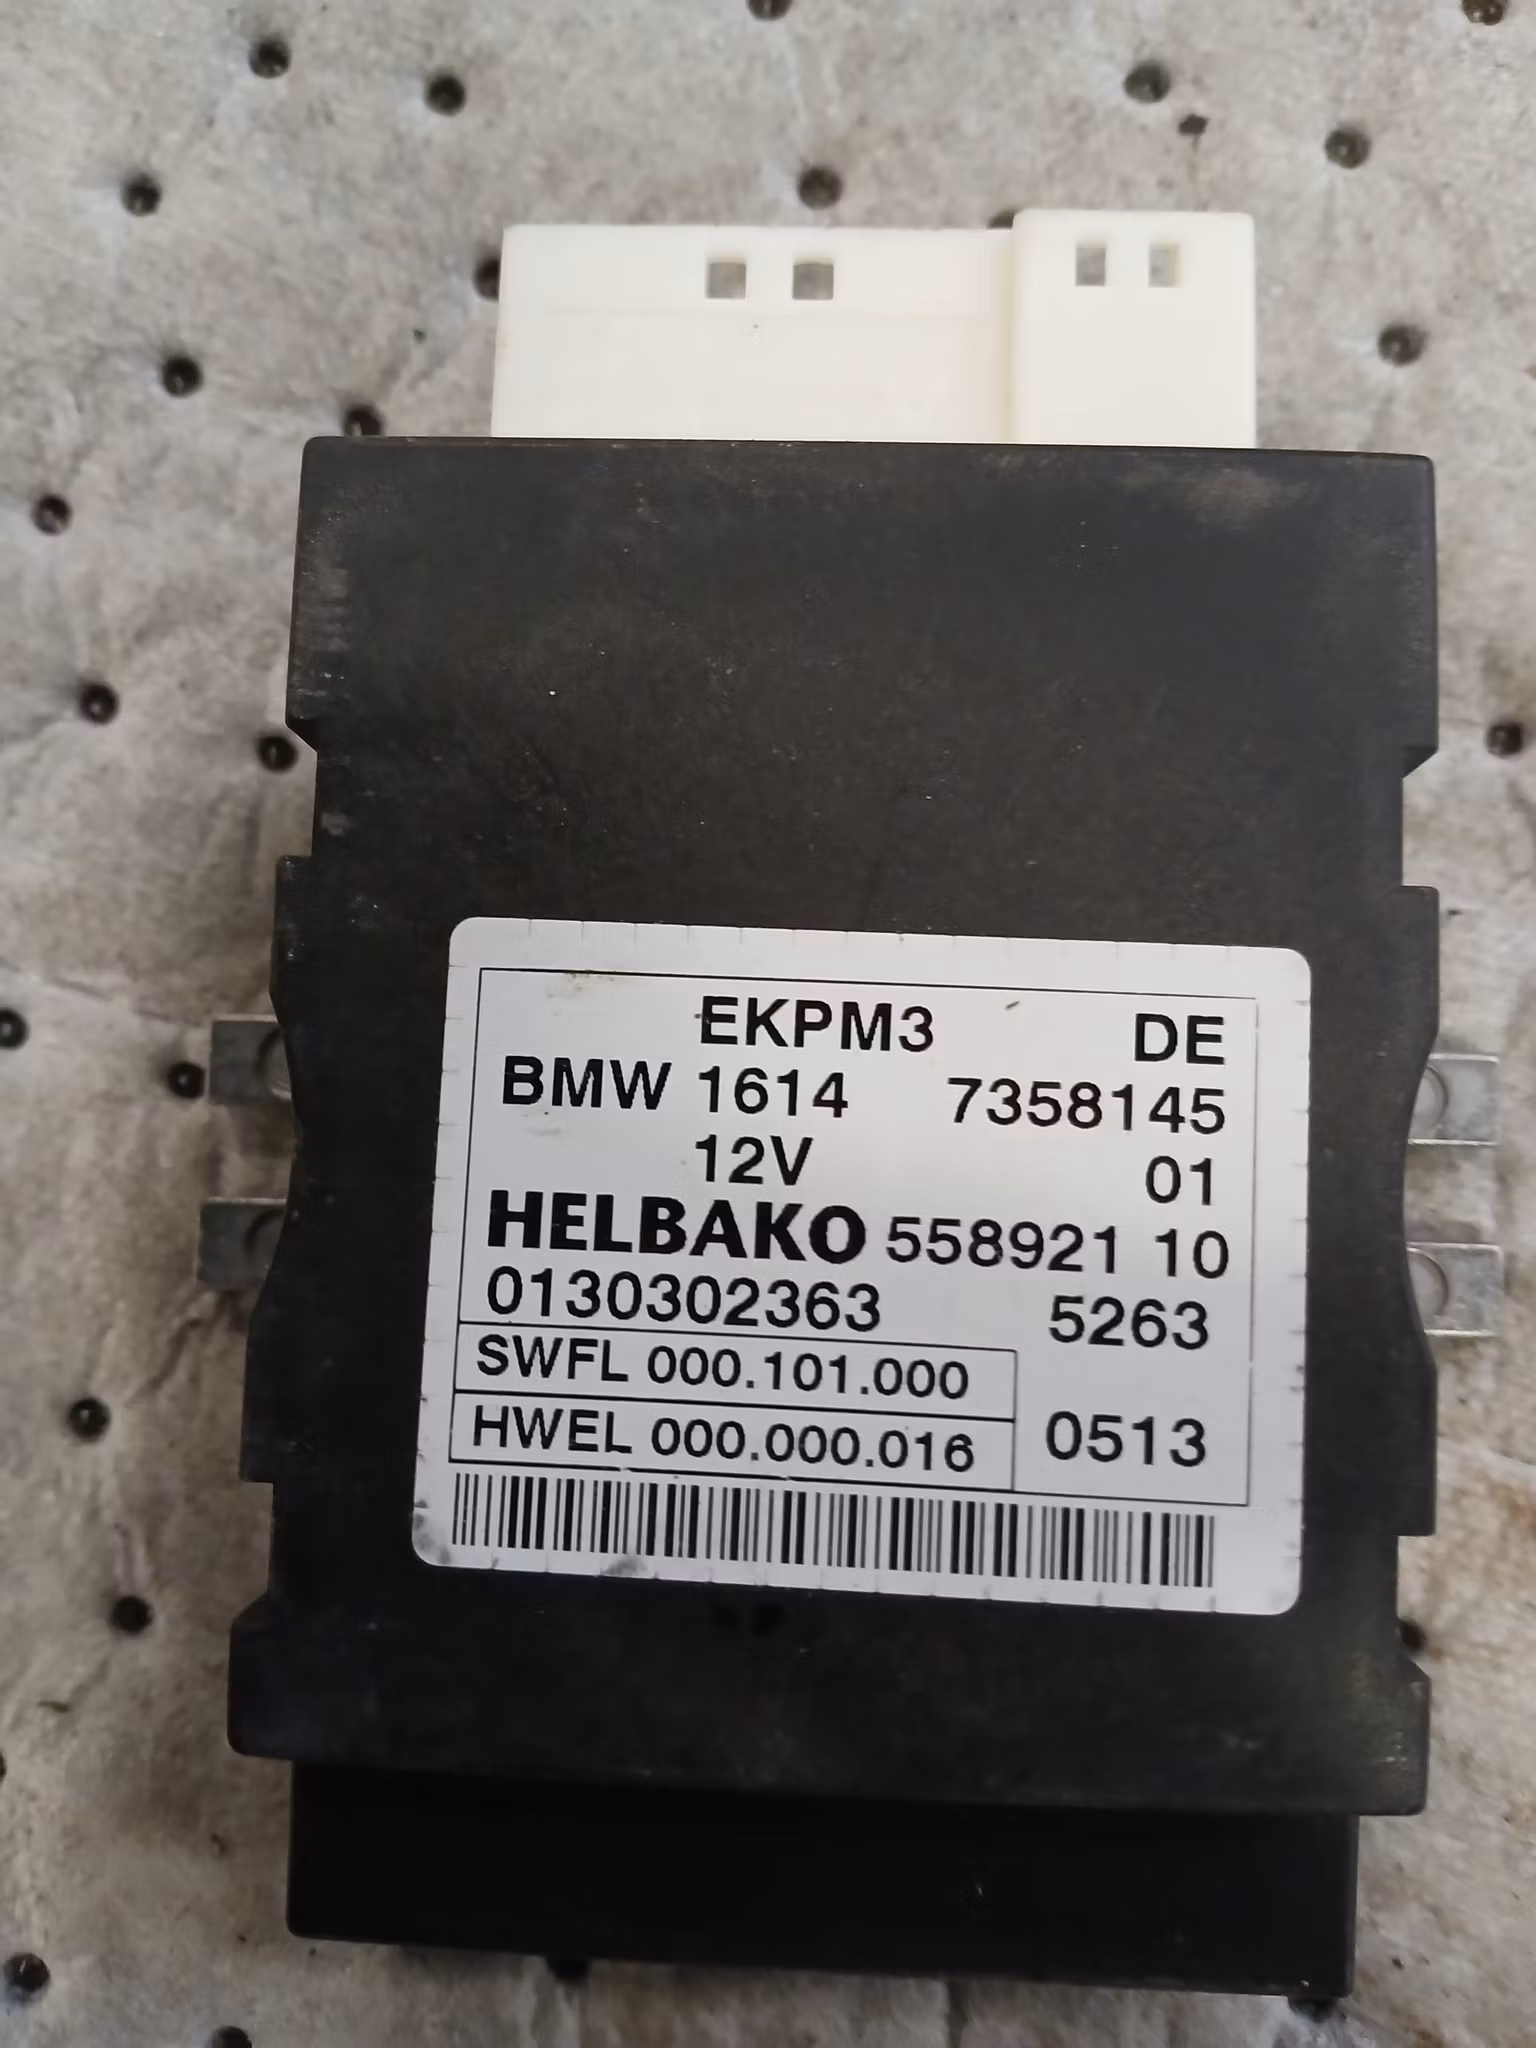 EKPM3 DE
BMW 1614 7358145
12V 01
HELBAKO 558921 10
0130302363 5263
SWFL 000.101.000
HWEL 000.000.016 0513